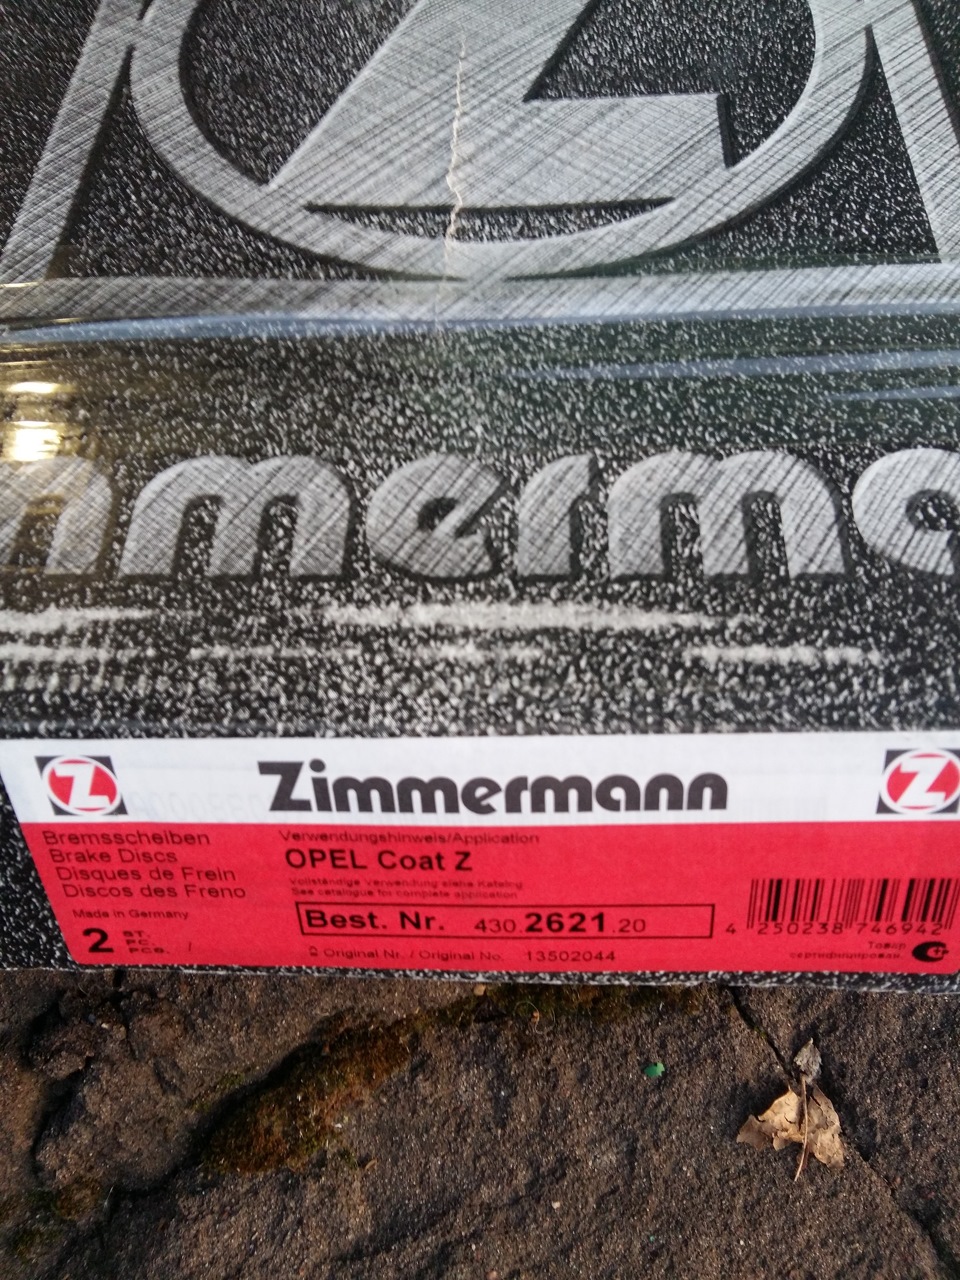 mmerma
Z Zimmermann Z
Bremsscheiben
Brake Discs
Disques de Frein
Discos des Freno
Made in Germany
2 ST.
PC.
PCS. /
Verwendungshinweis/Application
OPEL Coat Z
Vollständige Verwendung siehe Katalog
See catalogue for complete application
Best. Nr. 430.2621.20
Original Nr. / Original No. 13502044
4 250238 746942
Товар
сертифицирован.